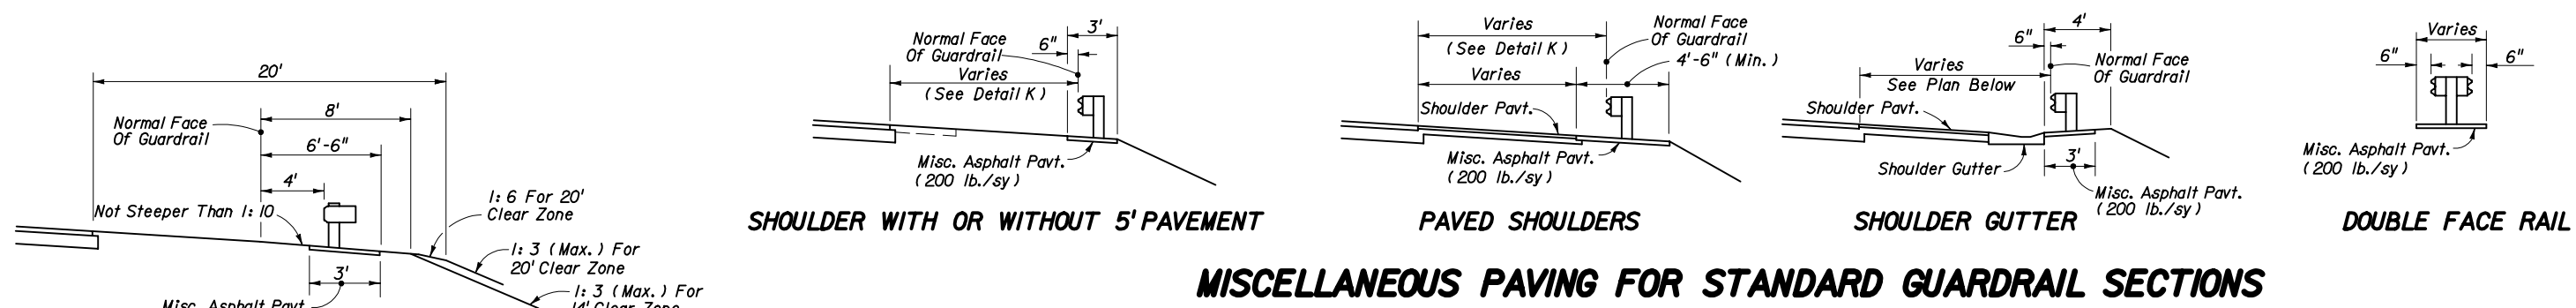 20'
8'
Normal Face
Of Guardrail
6'-6"
4'
Not Steeper Than 1:10
1:6 For 20'
Clear Zone
1:3 (Max.) For
20' Clear Zone
3'
1:3 (Max.) For
14' Clear Zone
Misc. Asphalt Pavt.
3'
Normal Face
Of Guardrail
6"
Varies
(See Detail K)
Misc. Asphalt Pavt.
(200 lb./sy)
SHOULDER WITH OR WITHOUT 5' PAVEMENT
Varies
(See Detail K)
Normal Face
Of Guardrail
4'-6" (Min.)
Varies
Shoulder Pavt.
Misc. Asphalt Pavt.
(200 lb./sy)
PAVED SHOULDERS
4'
6"
Normal Face
Of Guardrail
Varies
See Plan Below
Shoulder Pavt.
Shoulder Gutter
3'
Misc. Asphalt Pavt.
(200 lb./sy)
SHOULDER GUTTER
Varies
6"
6"
Misc. Asphalt Pavt.
(200 lb./sy)
DOUBLE FACE RAIL
MISCELLANEOUS PAVING FOR STANDARD GUARDRAIL SECTIONS